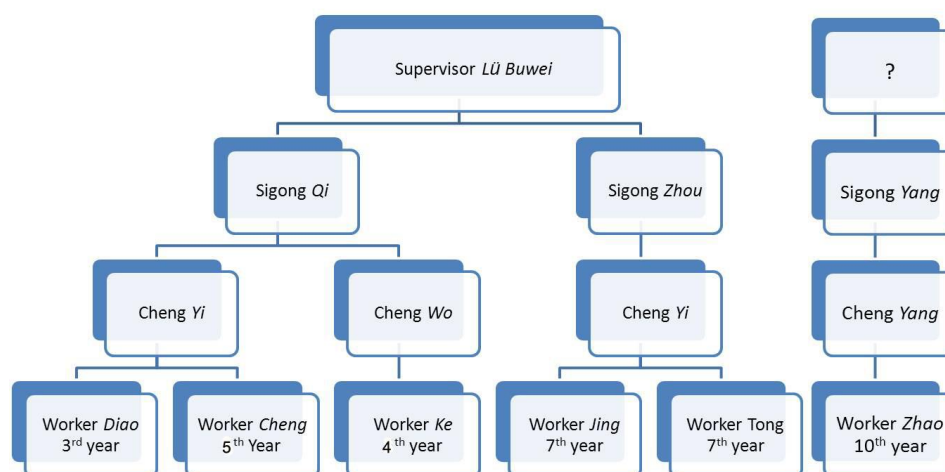 Supervisor Lü Buwei
?
Sigong Qi
Sigong Zhou
Sigong Yang
Cheng Yi
Cheng Wo
Cheng Yi
Cheng Yang
Worker Diao
3rd year
Worker Cheng
5th Year
Worker Ke
4th year
Worker Jing
7th year
Worker Tong
7th year
Worker Zhao
10th year